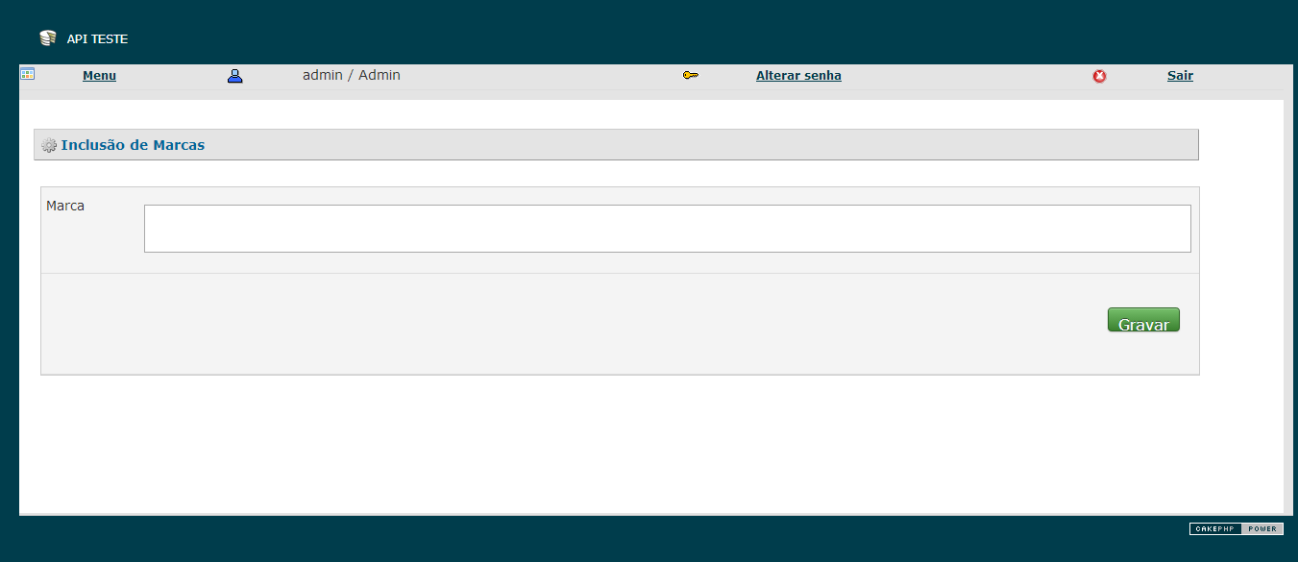 API TESTE
Menu admin / Admin Alterar senha Sair
Inclusão de Marcas
Marca
Gravar
CAKEPHP POWER